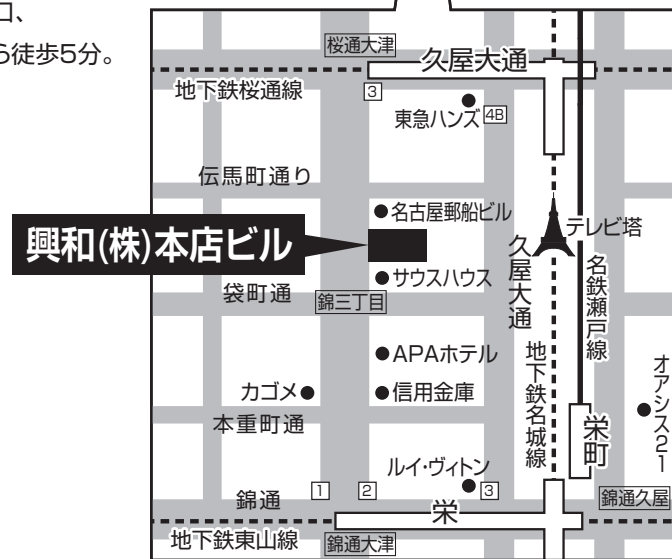 口、
ら徒歩5分。
桜通大津
久屋大通
地下鉄桜通線
3
東急ハンズ
4B
伝馬町通り
名古屋郵船ビル
興和(株)本店ビル
テレビ塔
久屋大通
サウスハウス
名鉄瀬戸線
袋町通
錦三丁目
地下鉄名城線
APAホテル
オアシス21
カゴメ
信用金庫
本重町通
栄町
ルイ・ヴィトン
錦通
1
2
3
栄
錦通久屋
地下鉄東山線
錦通大津